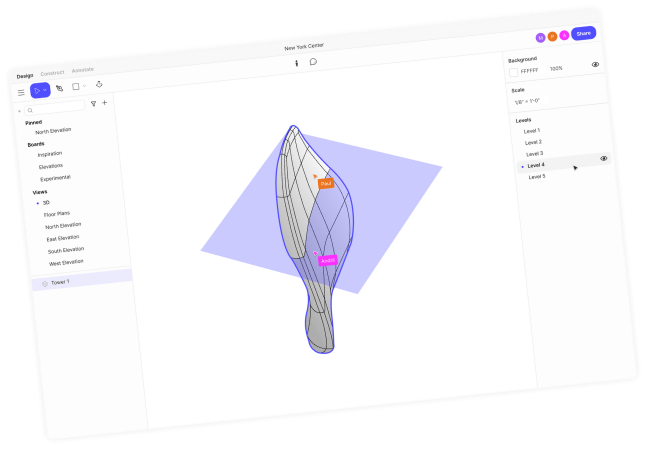 New York Center
Design
Construct
Annotate
M
P
A
Share
Pinned
North Elevation
Boards
Inspiration
Elevations
Experimental
Views
3D
Floor Plans
North Elevation
East Elevation
South Elevation
West Elevation
Tower 1
Paul
Background
FFFFFF 100%
Scale
1/8" = 1'-0"
Levels
Level 1
Level 2
Level 3
Level 4
Level 5